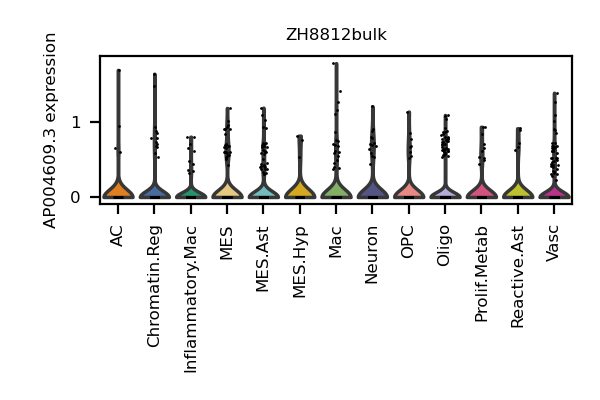 ZH8812bulk
AP004609.3 expression
1
0
AC
Chromatin.Reg
Inflammatory.Mac
MES
MES.Ast
MES.Hyp
Mac
Neuron
OPC
Oligo
Prolif.Metab
Reactive.Ast
Vasc